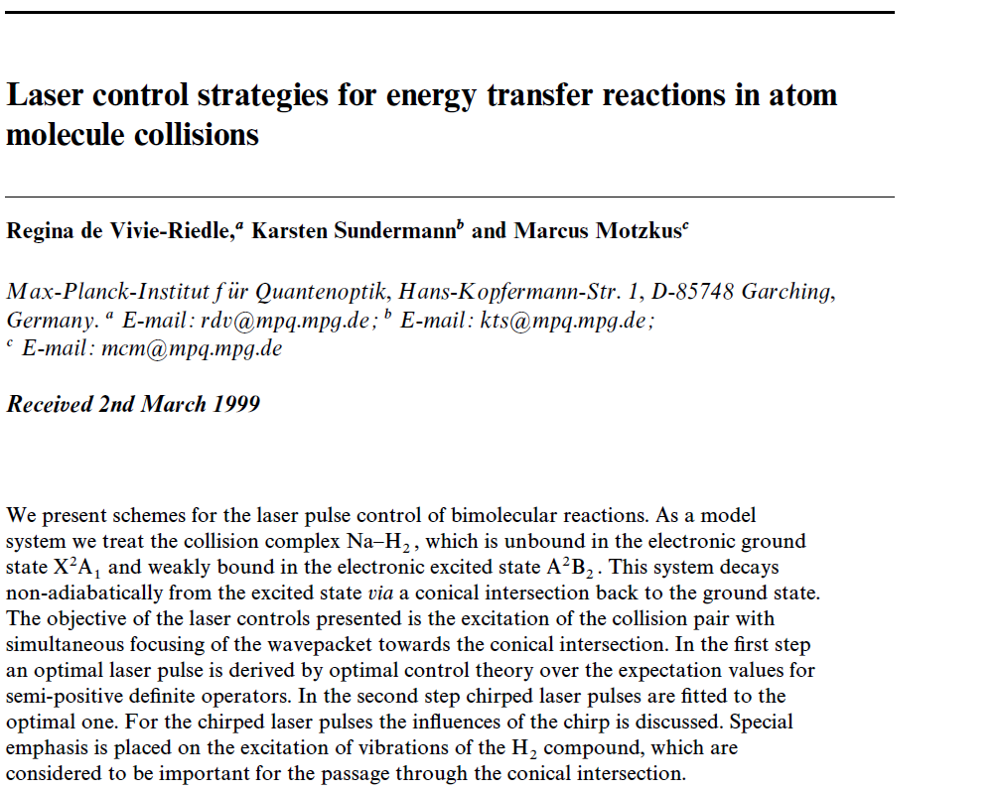 Laser control strategies for energy transfer reactions in atom
molecule collisions
Regina de Vivie-Riedle,ᵃ Karsten Sundermannᵇ and Marcus Motzkusᶜ
Max-Planck-Institut für Quantenoptik, Hans-Kopfermann-Str. 1, D-85748 Garching,
Germany. ᵃ E-mail: rdv@mpq.mpg.de; ᵇ E-mail: kts@mpq.mpg.de;
ᶜ E-mail: mcm@mpq.mpg.de
Received 2nd March 1999
We present schemes for the laser pulse control of bimolecular reactions. As a model
system we treat the collision complex Na–H₂, which is unbound in the electronic ground
state X²A₁ and weakly bound in the electronic excited state A²B₂. This system decays
non-adiabatically from the excited state via a conical intersection back to the ground state.
The objective of the laser controls presented is the excitation of the collision pair with
simultaneous focusing of the wavepacket towards the conical intersection. In the first step
an optimal laser pulse is derived by optimal control theory over the expectation values for
semi-positive definite operators. In the second step chirped laser pulses are fitted to the
optimal one. For the chirped laser pulses the influences of the chirp is discussed. Special
emphasis is placed on the excitation of vibrations of the H₂ compound, which are
considered to be important for the passage through the conical intersection.